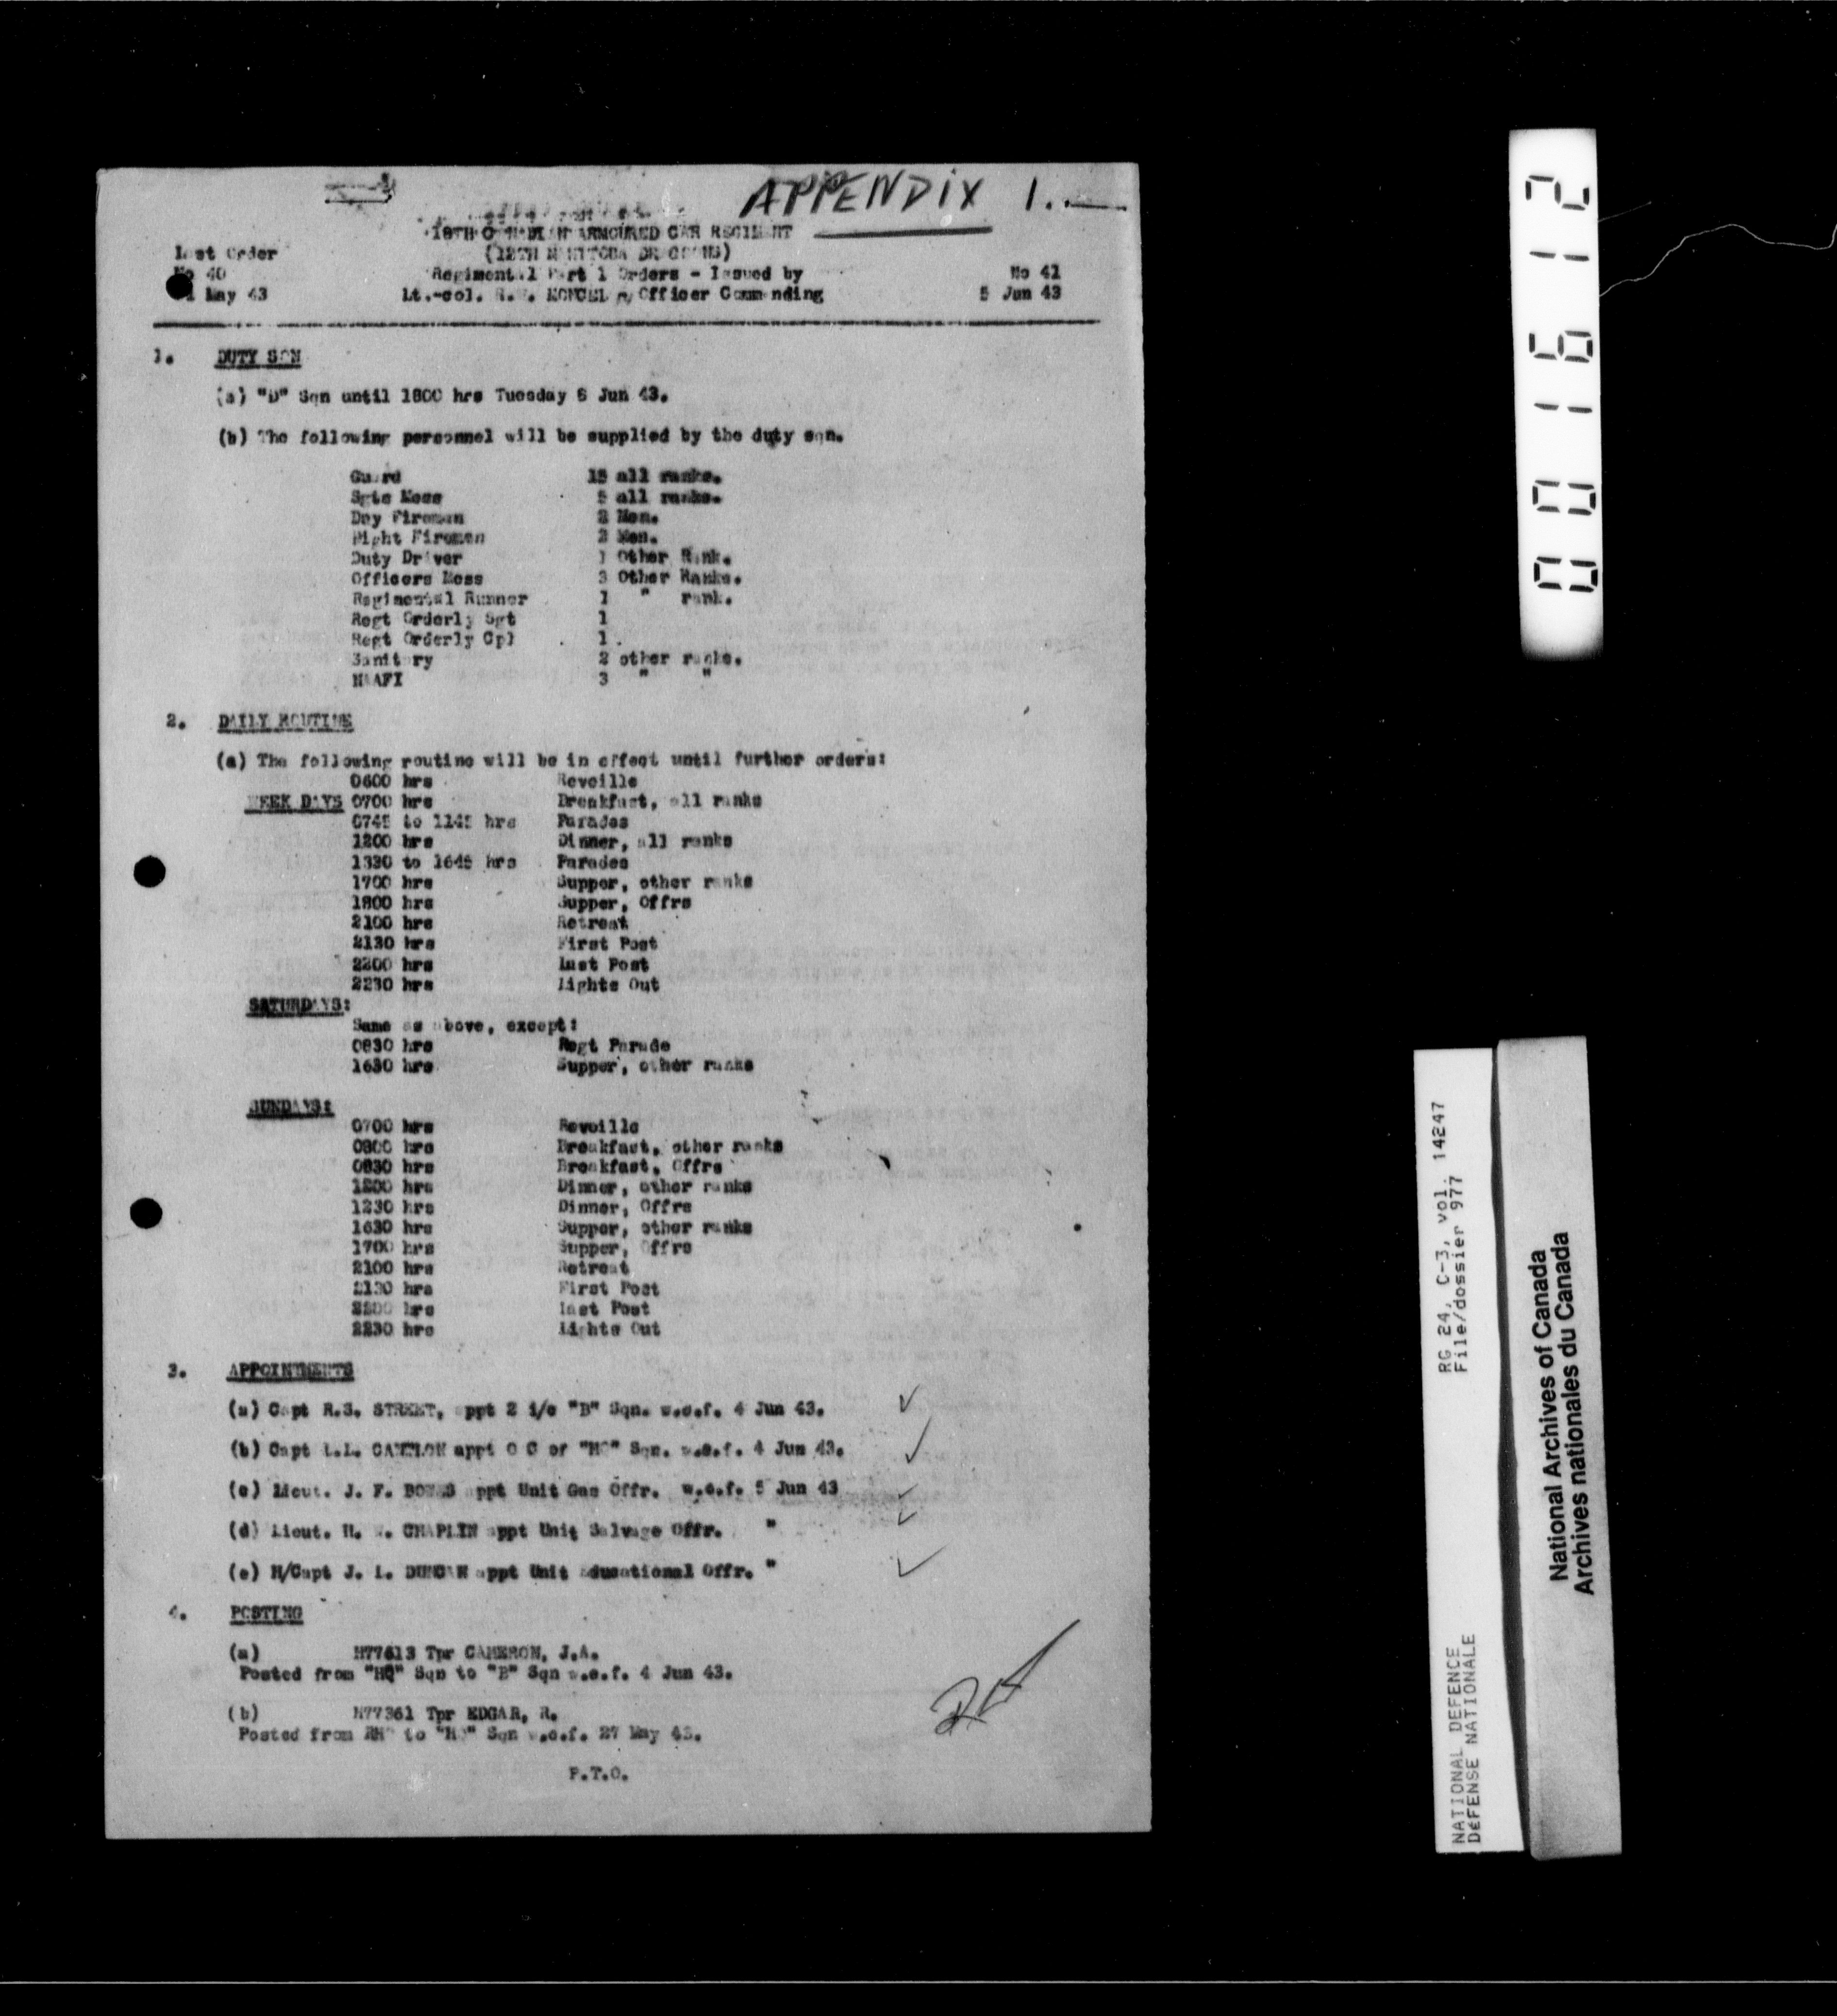 APPENDIX 1.
18TH CANADIAN ARMOURED CAR REGIMENT
(12TH MANITOBA DRAGOONS)
Last Order
No 40
May 43
Regimental Part 1 Orders - Issued by
Lt.-col. Officer Commanding
No 41
5 Jun 43
1. DUTY SQN
(a) "D" Sqn until 1800 hrs Tuesday 8 Jun 43.
(b) The following personnel will be supplied by the duty sqn.
Guard 15 all ranks.
Sgts Mess 5 all ranks.
Day Fireman 2 Men.
Night Firemen 2 Men.
Duty Driver 1 Other Rank.
Officers Mess 3 Other Ranks.
Regimental Runner 1 " rank.
Regt Orderly Sgt 1
Regt Orderly Cpl 1.
Sanitary 2 other ranks.
NAAFI 3 " "
2. DAILY ROUTINE
(a) The following routine will be in effect until further orders:
0600 hrs Reveille
WEEK DAYS 0700 hrs Breakfast, all ranks
0745 to 1145 hrs Parades
1200 hrs Dinner, all ranks
1330 to 1645 hrs Parades
1700 hrs Supper, other ranks
1800 hrs Supper, Offrs
2100 hrs Retreat
2130 hrs First Post
2200 hrs Last Post
2230 hrs Lights Out
SATURDAYS:
Same as above, except:
0830 hrs Regt Parade
1630 hrs Supper, other ranks
SUNDAYS:
0700 hrs Reveille
0800 hrs Breakfast, other ranks
0830 hrs Breakfast, Offrs
1200 hrs Dinner, other ranks
1230 hrs Dinner, Offrs
1630 hrs Supper, other ranks
1700 hrs Supper, Offrs
2100 hrs Retreat
2130 hrs First Post
2200 hrs Last Post
2230 hrs Lights Out
3. APPOINTMENTS
(a) Capt R.S. STREET, appt 2 i/c "B" Sqn. w.e.f. 4 Jun 43.
(b) Capt appt O C of "HQ" Sqn. w.e.f. 4 Jun 43.
(c) Lieut. J. F. appt Unit Gas Offr. w.e.f. 5 Jun 43
(d) Lieut. H. W. CHAPLIN appt Unit Salvage Offr. "
(e) H/Capt J. DUNCAN appt Unit Educational Offr. "
4. POSTING
(a) H77613 Tpr CAMERON, J.A.
Posted from "HQ" Sqn to "B" Sqn w.e.f. 4 Jun 43.
(b) H77361 Tpr EDGAR, R.
Posted from RHQ to "HQ" Sqn w.e.f. 27 May 43.
P.T.O.
001612
RG 24, C-3, vol. 14247
File/dossier 977
NATIONAL DEFENCE
DÉFENSE NATIONALE
National Archives of Canada
Archives nationales du Canada